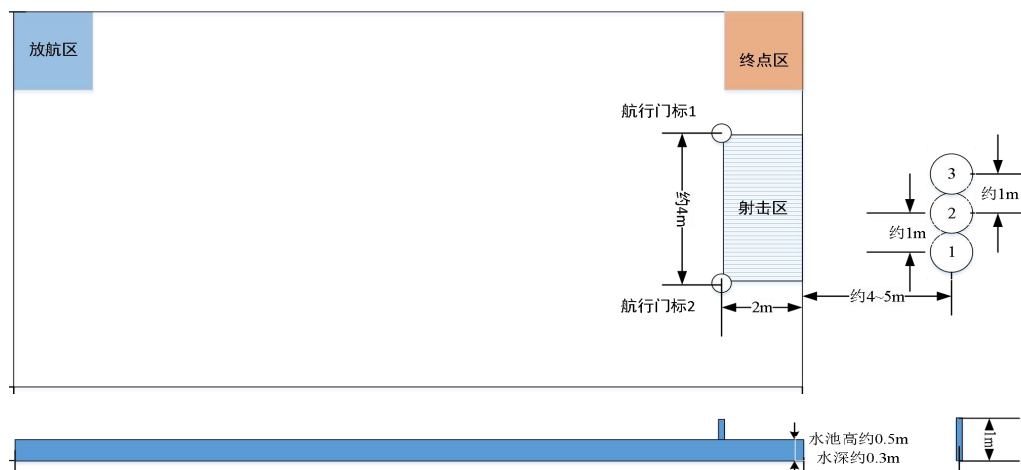 放航区
终点区
航行门标1
约4m
射击区
3
约1m
2
约1m
1
航行门标2
2m
约4~5m
水池高约0.5m
水深约0.3m
1m